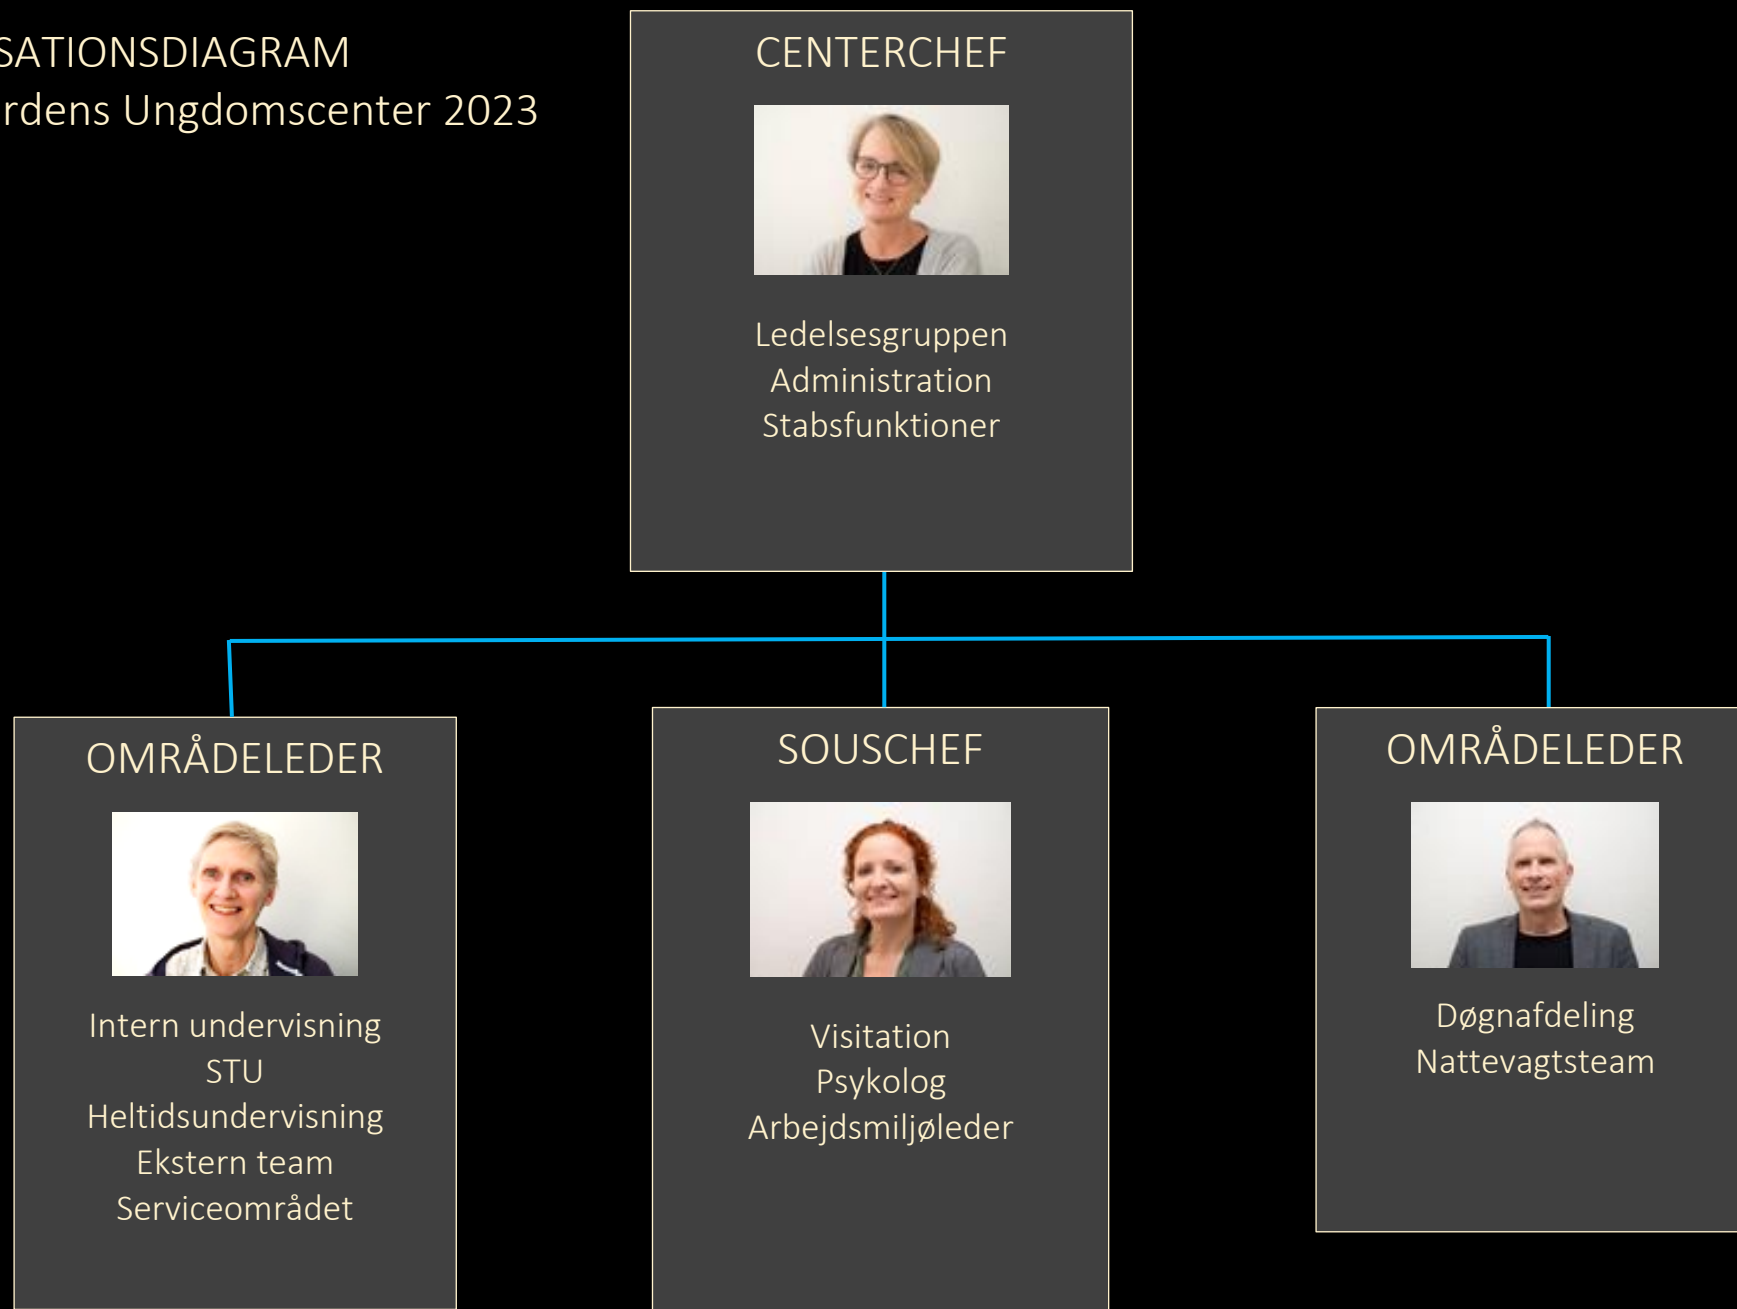 SATIONSDIAGRAM
rdens Ungdomscenter 2023
CENTERCHEF
Ledelsesgruppen
Administration
Stabsfunktioner
OMRÅDELEDER
Intern undervisning
STU
Heltidsundervisning
Ekstern team
Serviceområdet
SOUSCHEF
Visitation
Psykolog
Arbejdsmiljøleder
OMRÅDELEDER
Døgnafdeling
Nattevagtsteam